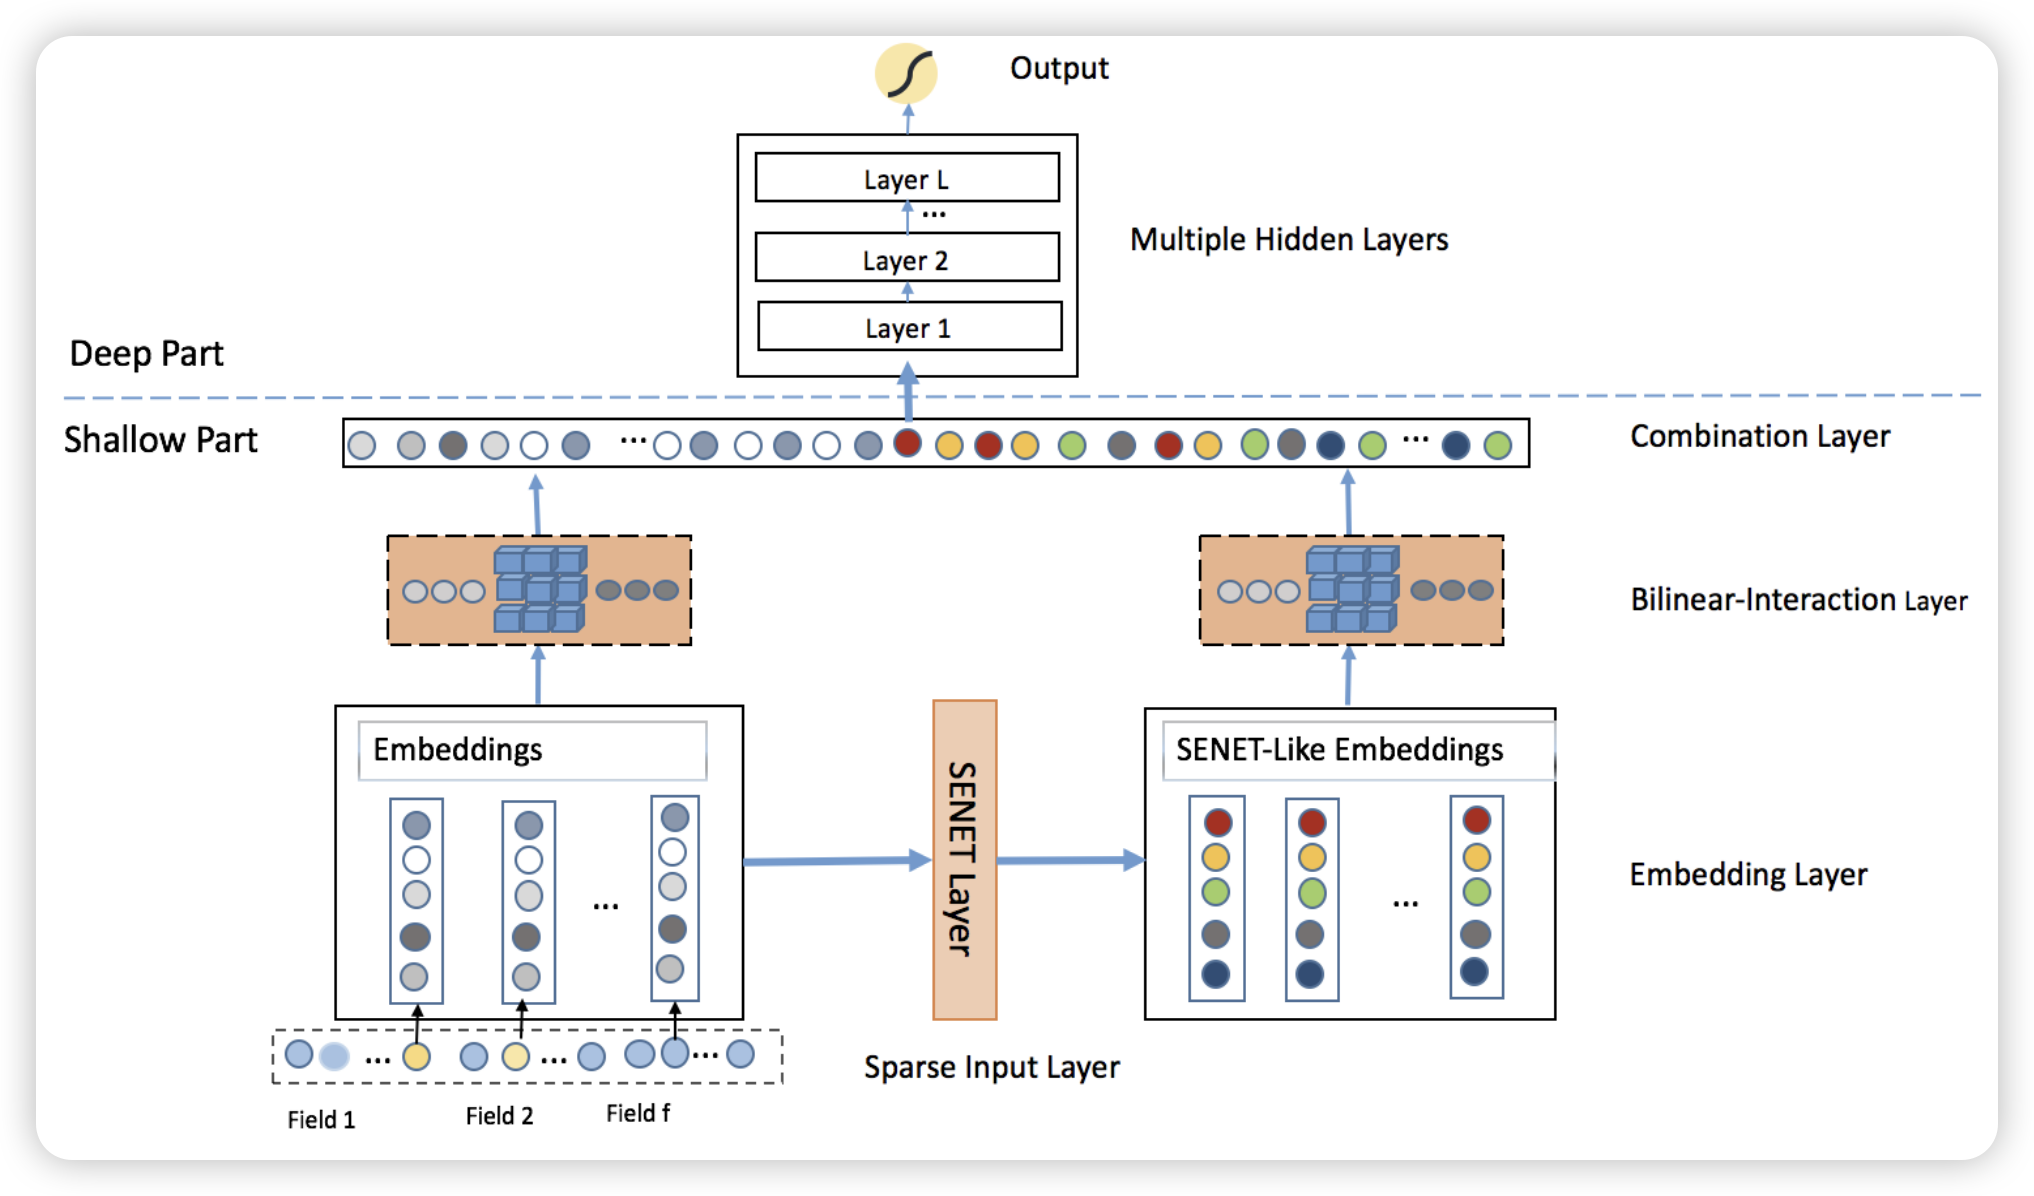 Output
Layer L
...
Multiple Hidden Layers
Layer 2
Layer 1
Deep Part
Shallow Part
...
...
Combination Layer
Bilinear-Interaction Layer
Embeddings
...
SENET Layer
SENET-Like Embeddings
...
Embedding Layer
... ... ...
Sparse Input Layer
Field 1
Field 2
Field f